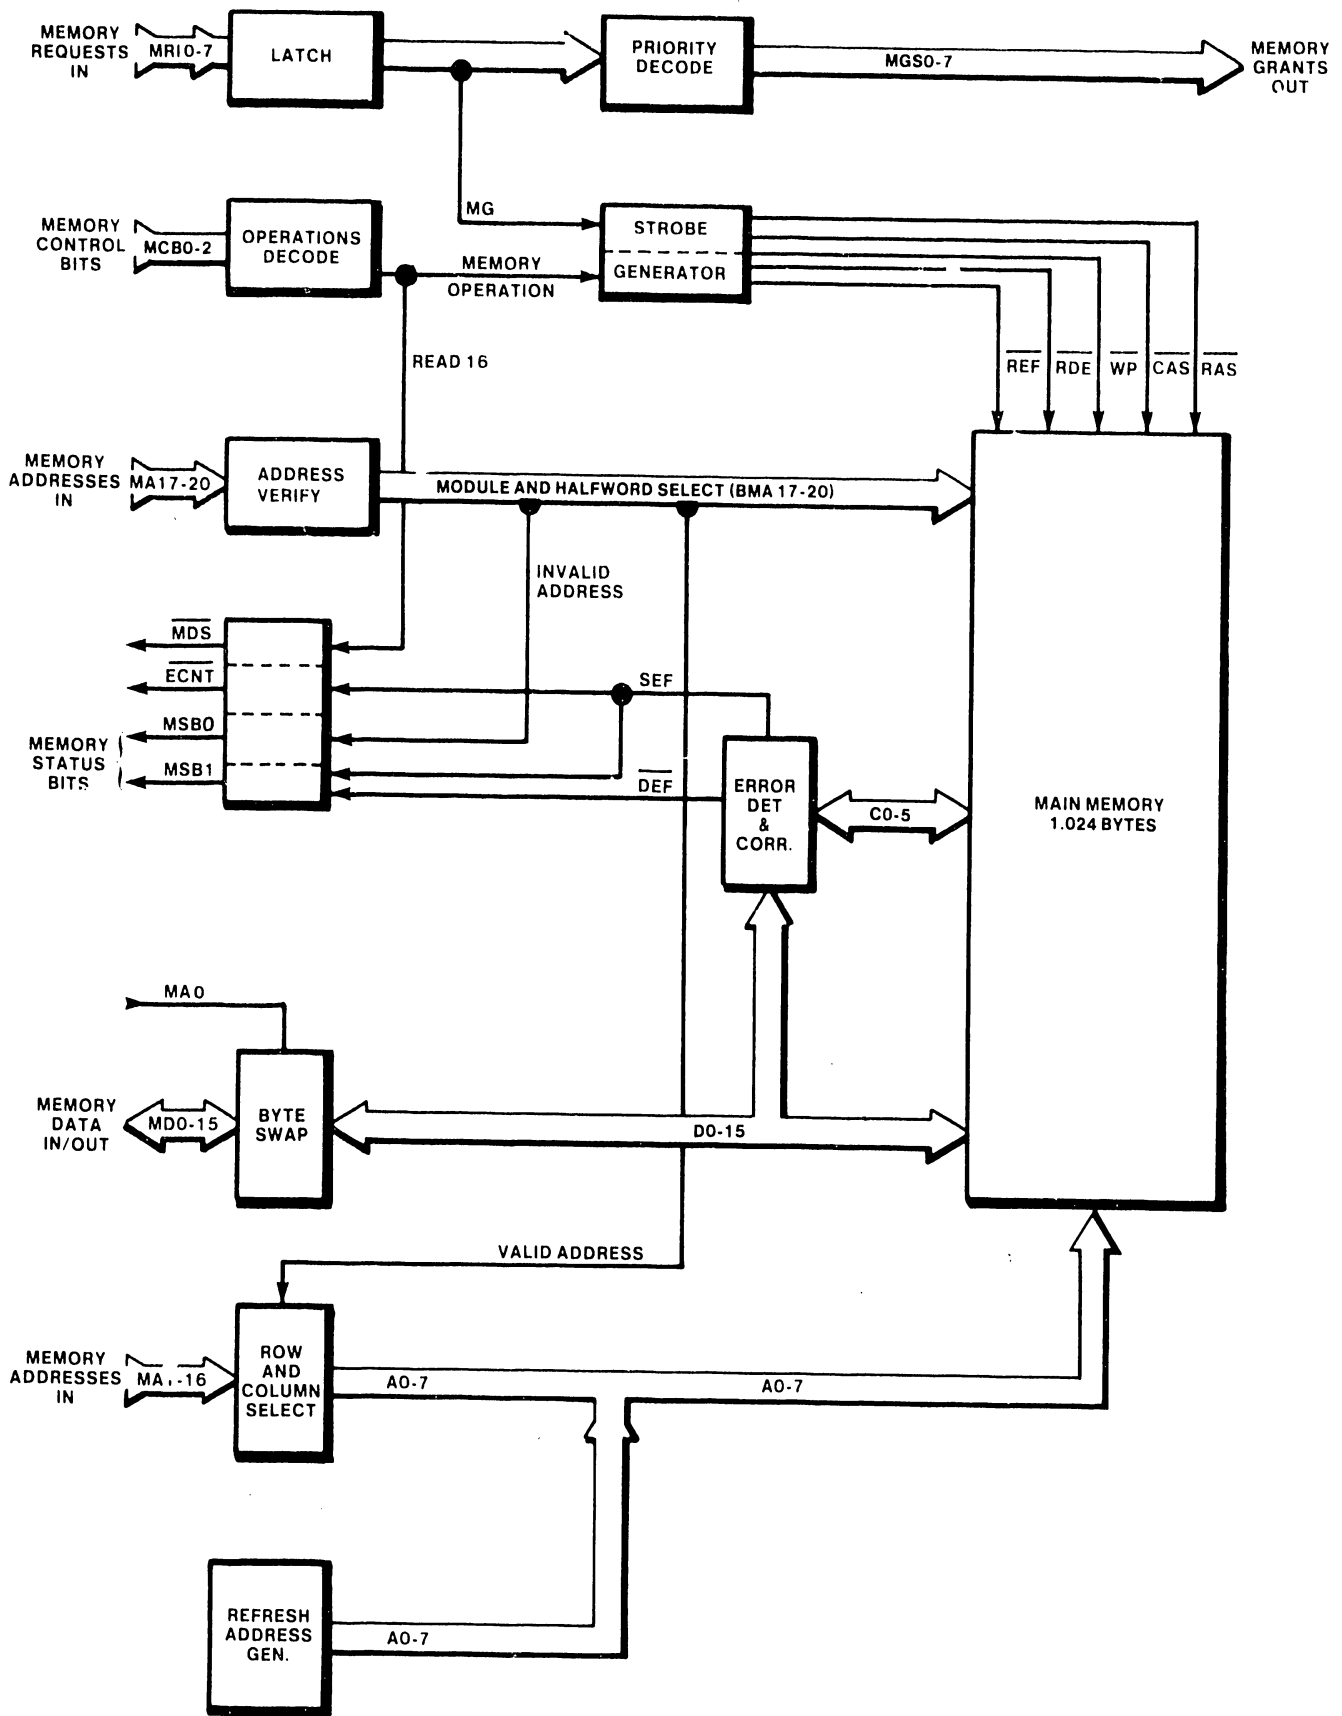 MEMORY
REQUESTS
IN
MRI0-7
LATCH
PRIORITY
DECODE
MGS0-7
MEMORY
GRANTS
OUT
MG
MEMORY
CONTROL
BITS
MCB0-2
OPERATIONS
DECODE
MEMORY
OPERATION
STROBE
GENERATOR
READ 16
REF
RDE
WP
CAS
RAS
MEMORY
ADDRESSES
IN
MA17-20
ADDRESS
VERIFY
MODULE AND HALFWORD SELECT (BMA 17-20)
INVALID
ADDRESS
MDS
ECNT
MSB0
MSB1
MEMORY
STATUS
BITS
SEF
DEF
ERROR
DET
&
CORR.
C0-5
MAIN MEMORY
1.024 BYTES
MA0
MEMORY
DATA
IN/OUT
MD0-15
BYTE
SWAP
D0-15
VALID ADDRESS
MEMORY
ADDRESSES
IN
MA1-16
ROW
AND
COLUMN
SELECT
A0-7
A0-7
REFRESH
ADDRESS
GEN.
A0-7